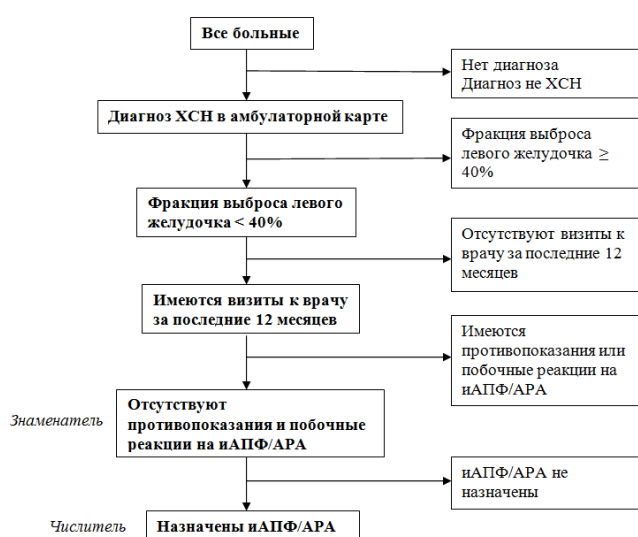 Все больные
Нет диагноза
Диагноз не ХСН
Диагноз ХСН в амбулаторной карте
Фракция выброса
левого желудочка ≥
40%
Фракция выброса левого
желудочка < 40%
Отсутствуют визиты к
врачу за последние 12
месяцев
Имеются визиты к врачу
за последние 12 месяцев
Имеются
противопоказания или
побочные реакции на
иАПФ/АРА
Знаменатель
Отсутствуют
противопоказания и побочные
реакции на иАПФ/АРА
иАПФ/АРА не
назначены
Числитель
Назначены иАПФ/АРА